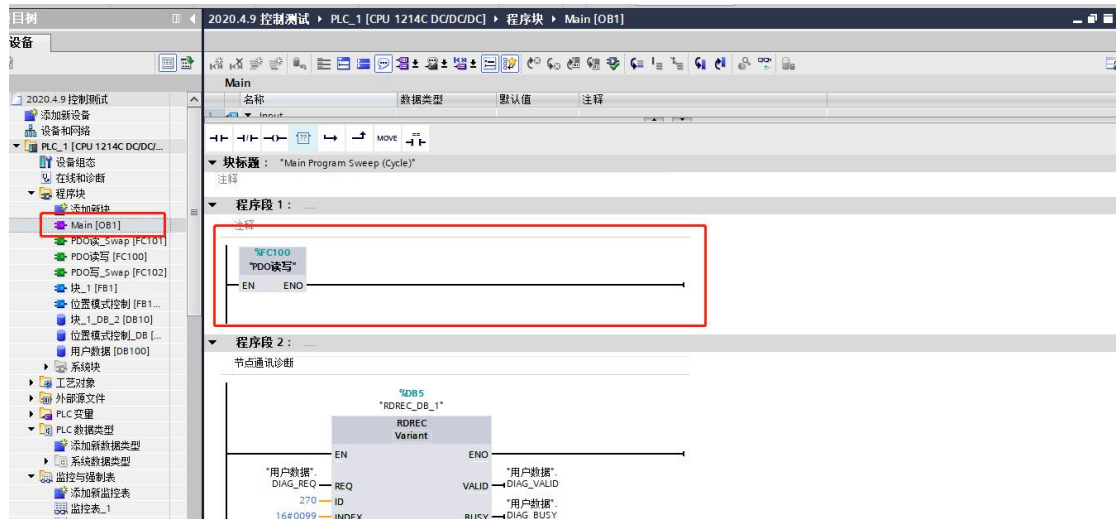 目树
2020.4.9 控制测试 ▸ PLC_1 [CPU 1214C DC/DC/DC] ▸ 程序块 ▸ Main [OB1]
设备
Main
名称 数据类型 默认值 注释
1 ▼ Input
2020.4.9 控制测试
添加新设备
设备和网络
PLC_1 [CPU 1214C DC/DC/...
设备组态
在线和诊断
程序块
添加新块
Main [OB1]
PDO读_Swap [FC101]
PDO读写 [FC100]
PDO写_Swap [FC102]
块_1 [FB1]
位置模式控制 [FB1...
块_1_DB_2 [DB10]
位置模式控制_DB [...
用户数据 [DB100]
系统块
工艺对象
外部源文件
PLC 变量
PLC 数据类型
添加新数据类型
系统数据类型
监控与强制表
添加新监控表
监控表_1
?? MOVE
块标题： "Main Program Sweep (Cycle)"
注释
程序段 1： ......
注释
%FC100
"PDO读写"
EN ENO
程序段 2： ......
节点通讯诊断
%DB5
"RDREC_DB_1"
RDREC
Variant
EN ENO
"用户数据". "用户数据".
DIAG_REQ REQ VALID DIAG_VALID
270 ID "用户数据".
16#0099 INDEX BUSY DIAG_BUSY